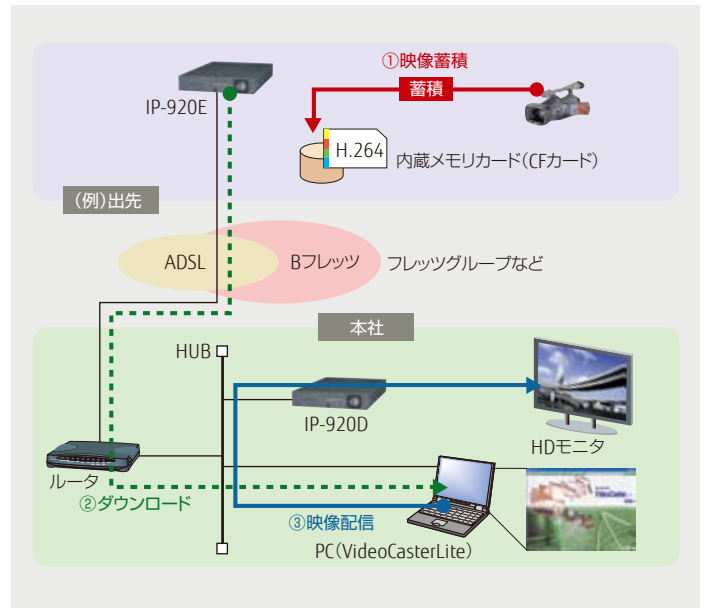 ①映像蓄積
蓄積
IP-920E
H.264
内蔵メモリカード(CFカード)
(例)出先
ADSL
Bフレッツ
フレッツグループなど
本社
HUB
IP-920D
HDモニタ
ルータ
②ダウンロード
③映像配信
PC(VideoCasterLite)